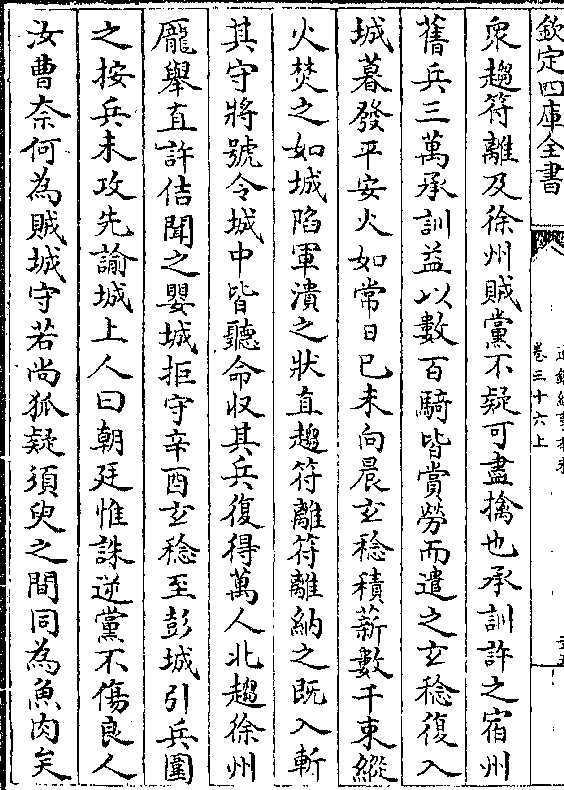 欽定四庫全書
卷三十六上
衆趨符離及徐州賊黨不疑可盡擒也承訓許之宿州
舊兵三萬承訓益以數百騎皆賞勞而遣之玄稔復入
城暮發平安火如常日已未向晨玄稔積薪數千束縱
火焚之如城陷軍潰之狀直趨符離符離納之既入斬
其守將號令城中皆聽命收其兵復得萬人北趨徐州
龎舉直許佶聞之嬰城拒守辛酉玄稔至彭城引兵圍
之按兵未攻先諭城上人曰朝廷惟誅逆黨不傷良人
汝曹奈何為賊城守若尚狐疑須臾之間同為魚肉矣